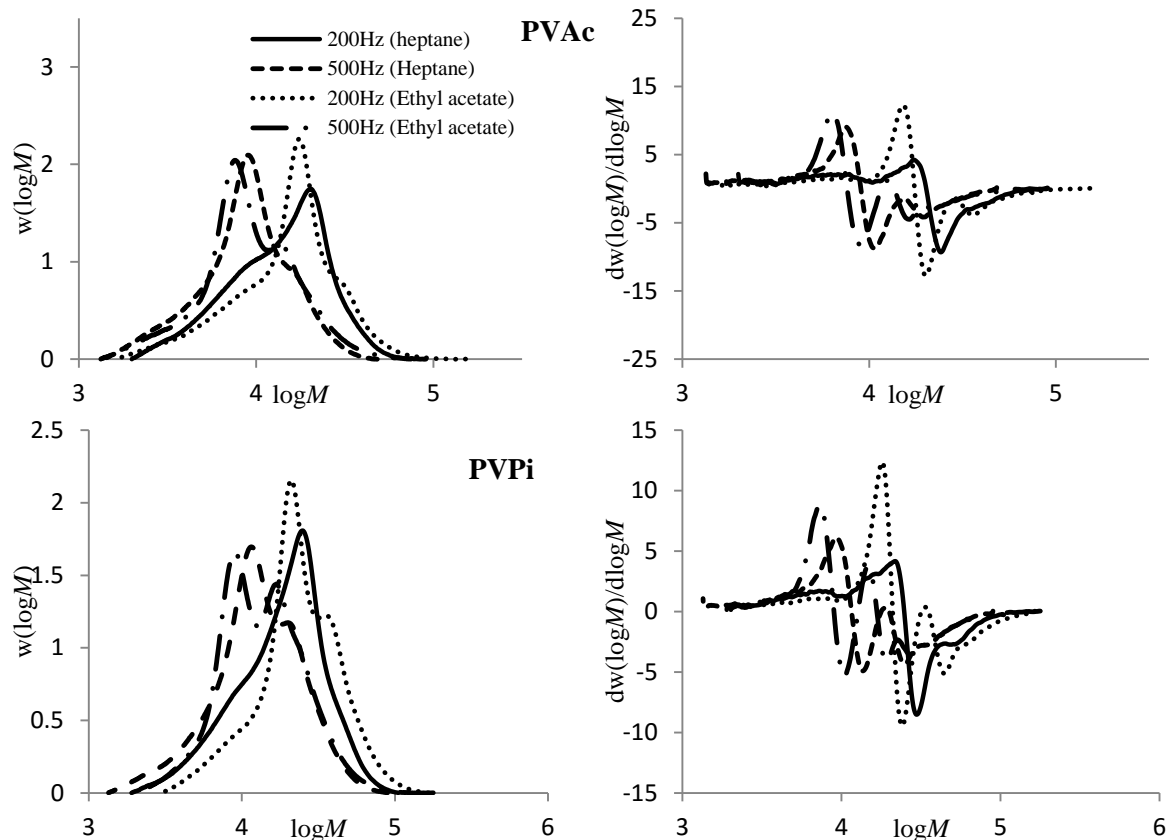 PVAc
200Hz (heptane)
500Hz (Heptane)
200Hz (Ethyl acetate)
500Hz (Ethyl acetate)
w(logM)
3
2
1
0
3 4 5
logM
dw(logM)/dlogM
25
15
5
-5
-15
-25
3 4 5
logM
PVPi
w(logM)
2.5
2
1.5
1
0.5
0
3 4 5 6
logM
dw(logM)/dlogM
15
10
5
0
-5
-10
-15
3 4 5 6
logM